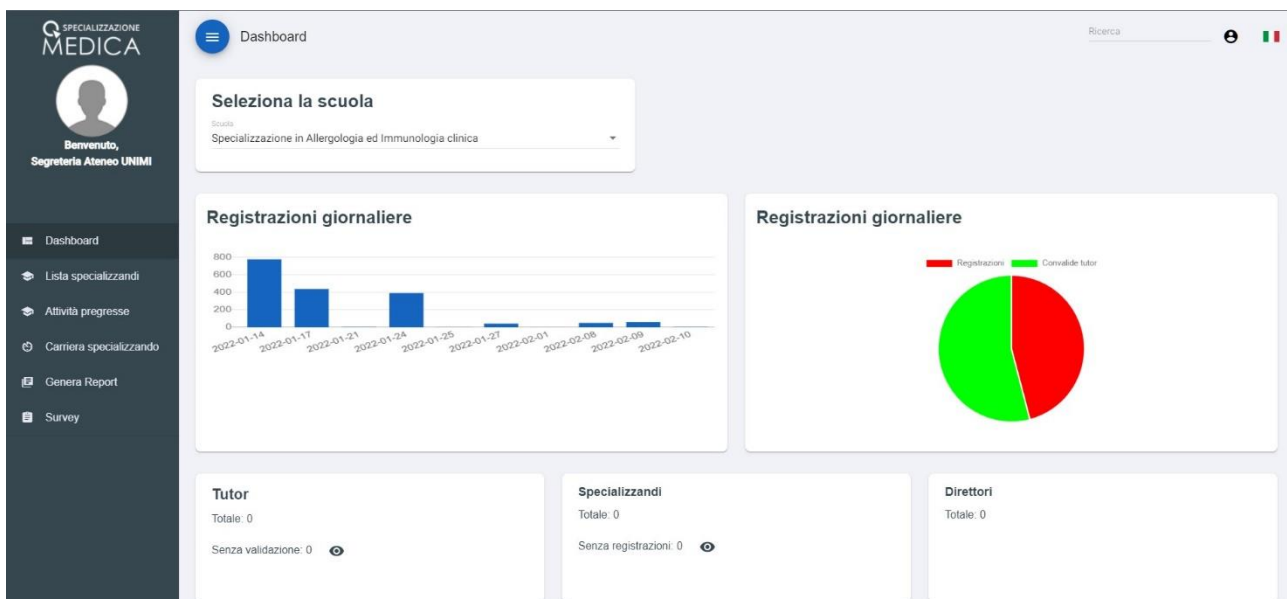 SPECIALIZZAZIONE
MEDICA
Benvenuto,
Segreteria Ateneo UNIMI
Dashboard
Lista specializzandi
Attività pregresse
Carriera specializzando
Genera Report
Survey
Dashboard
Ricerca
Seleziona la scuola
Scuola
Specializzazione in Allergologia ed Immunologia clinica
Registrazioni giornaliere
800
600
400
200
0
2022-01-14
2022-01-17
2022-01-21
2022-01-24
2022-01-25
2022-01-27
2022-02-01
2022-02-08
2022-02-09
2022-02-10
Registrazioni giornaliere
Registrazioni
Convalide tutor
Tutor
Totale: 0
Senza validazione: 0
Specializzandi
Totale: 0
Senza registrazioni: 0
Direttori
Totale: 0